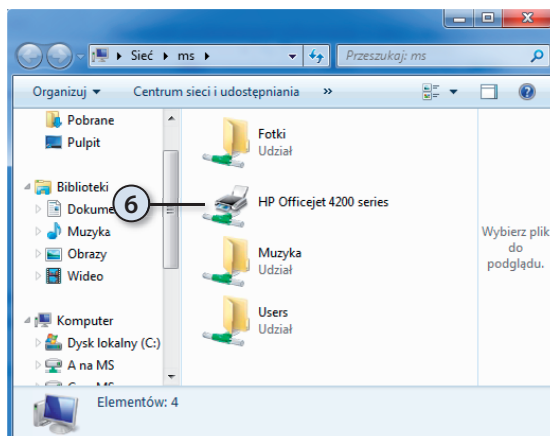 Sieć ms
Przeszukaj: ms
Organizuj
Centrum sieci i udostępniania
»
Pobrane
Pulpit
Biblioteki
Dokume
Muzyka
Obrazy
Wideo
Komputer
Dysk lokalny (C:)
A na MS
6
Fotki
Udział
HP Officejet 4200 series
Muzyka
Udział
Users
Udział
Wybierz plik
do
podglądu.
Elementów: 4